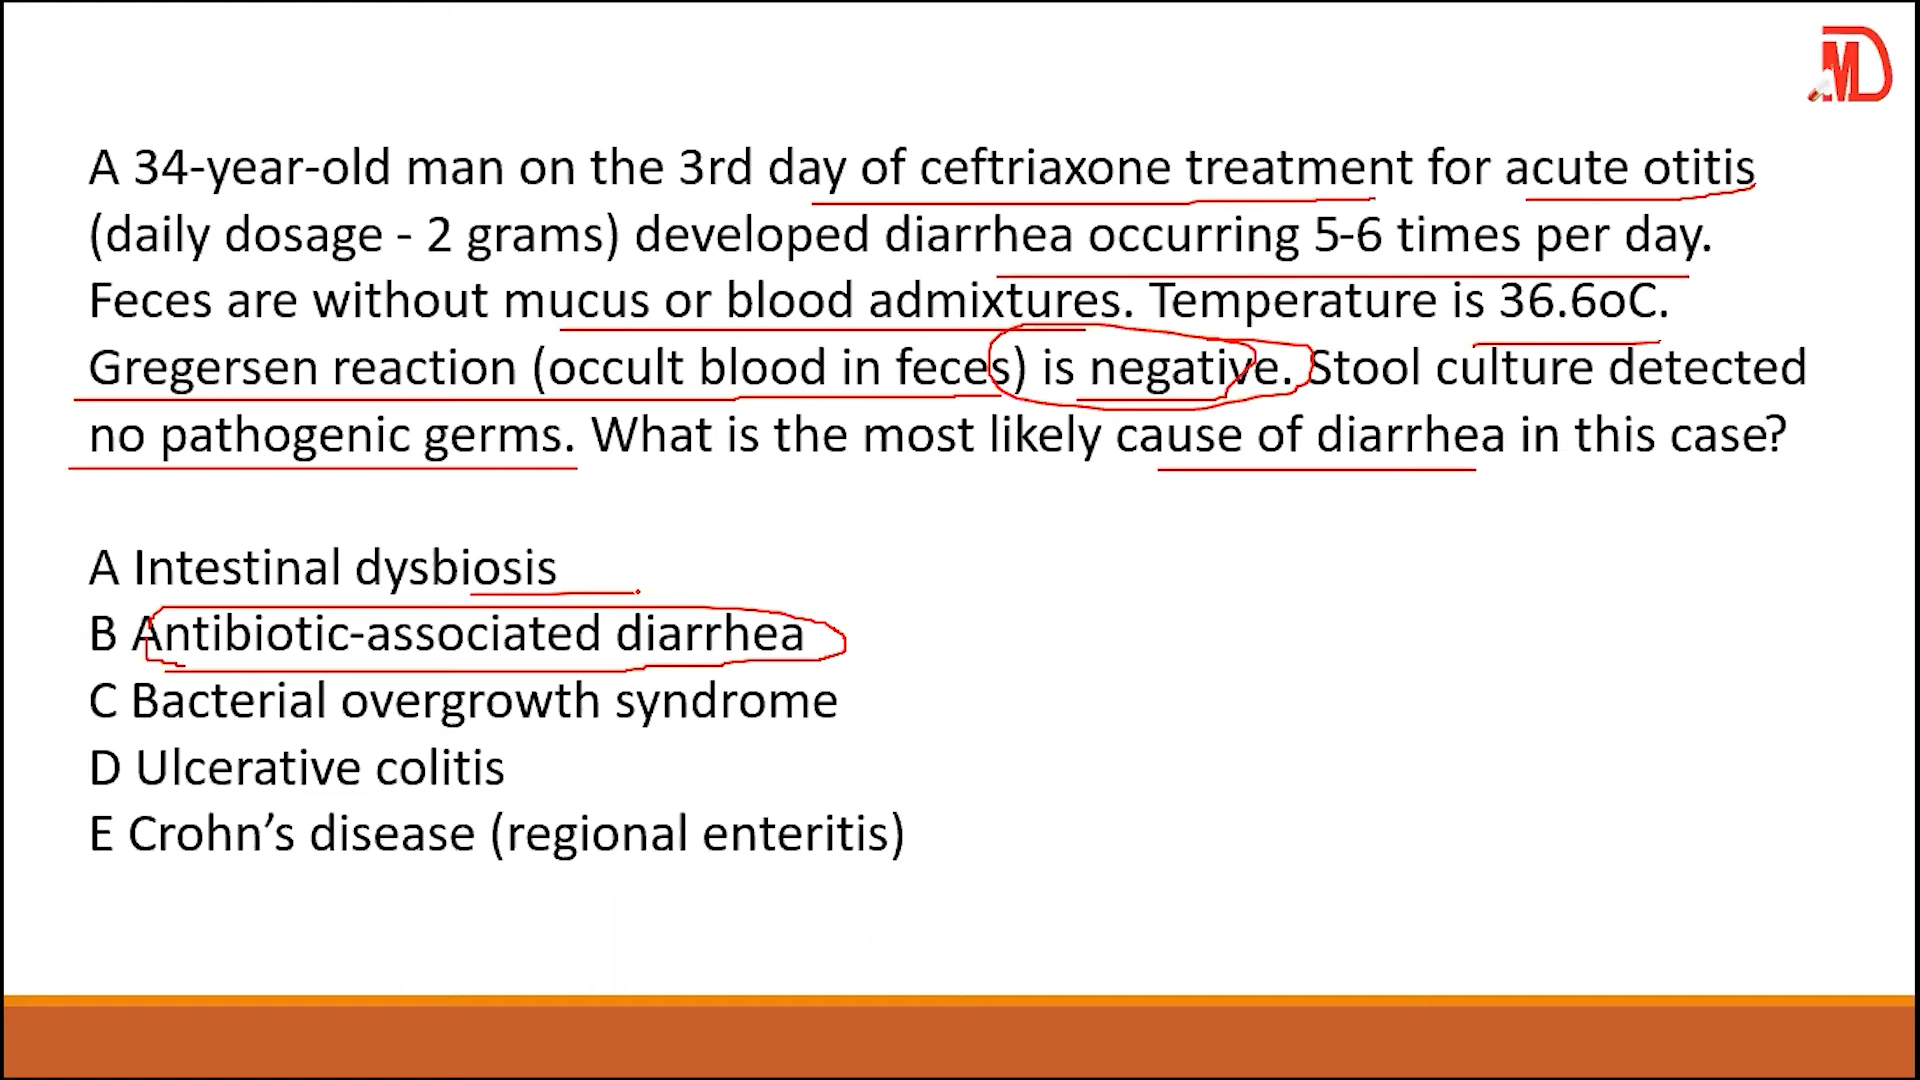 MD
A 34-year-old man on the 3rd day of ceftriaxone treatment for acute otitis
(daily dosage - 2 grams) developed diarrhea occurring 5-6 times per day.
Feces are without mucus or blood admixtures. Temperature is 36.6oC.
Gregersen reaction (occult blood in feces) is negative. Stool culture detected
no pathogenic germs. What is the most likely cause of diarrhea in this case?
A Intestinal dysbiosis
B Antibiotic-associated diarrhea
C Bacterial overgrowth syndrome
D Ulcerative colitis
E Crohn’s disease (regional enteritis)